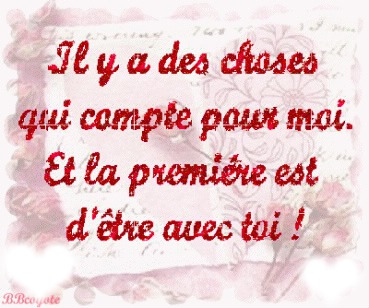 Il y a des choses
qui compte pour moi.
Et la première est
d'être avec toi !
BBcoyote